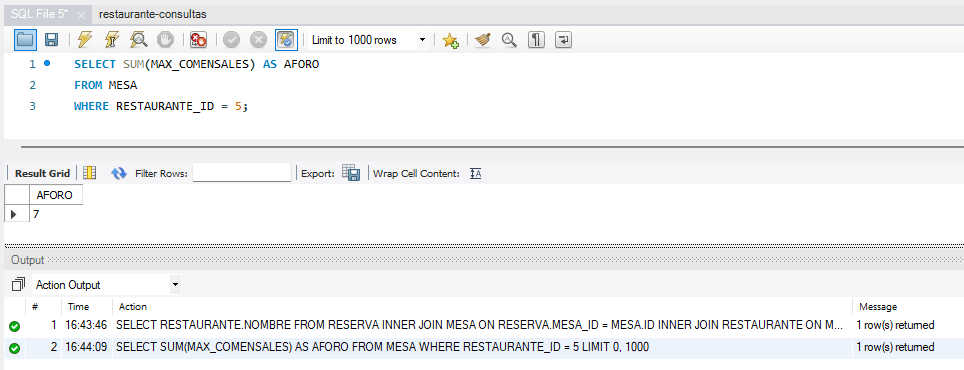 SQL File 5* × restaurante-consultas
Limit to 1000 rows
1 SELECT SUM(MAX_COMENSALES) AS AFORO
2 FROM MESA
3 WHERE RESTAURANTE_ID = 5;
Result Grid Filter Rows: Export: Wrap Cell Content: IA
AFORO
7
Output
Action Output
# Time Action Message
1 16:43:46 SELECT RESTAURANTE.NOMBRE FROM RESERVA INNER JOIN MESA ON RESERVA.MESA_ID = MESA.ID INNER JOIN RESTAURANTE ON M... 1 row(s) returned
2 16:44:09 SELECT SUM(MAX_COMENSALES) AS AFORO FROM MESA WHERE RESTAURANTE_ID = 5 LIMIT 0, 1000 1 row(s) returned